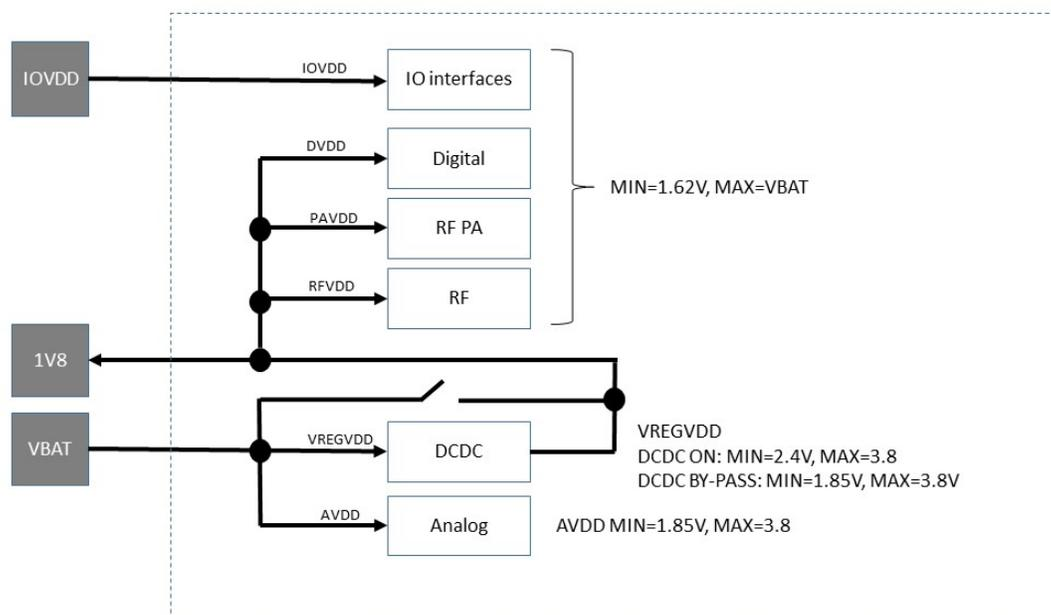 IOVDD
IOVDD
IO interfaces
DVDD
Digital
MIN=1.62V, MAX=VBAT
PAVDD
RF PA
RFVDD
RF
1V8
VBAT
VREGVDD
DCDC
VREGVDD
DCDC ON: MIN=2.4V, MAX=3.8
DCDC BY-PASS: MIN=1.85V, MAX=3.8V
AVDD
Analog
AVDD MIN=1.85V, MAX=3.8